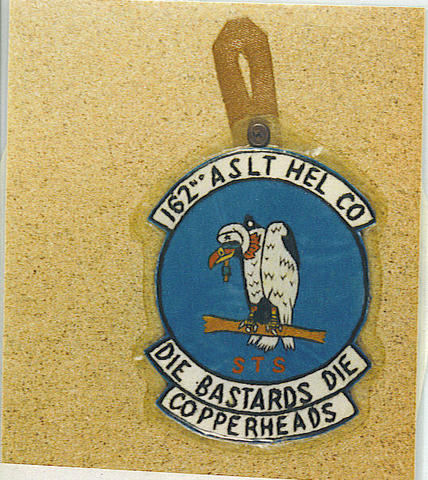 162ND ASLT HEL CO
STS
DIE BASTARDS DIE
COPPERHEADS